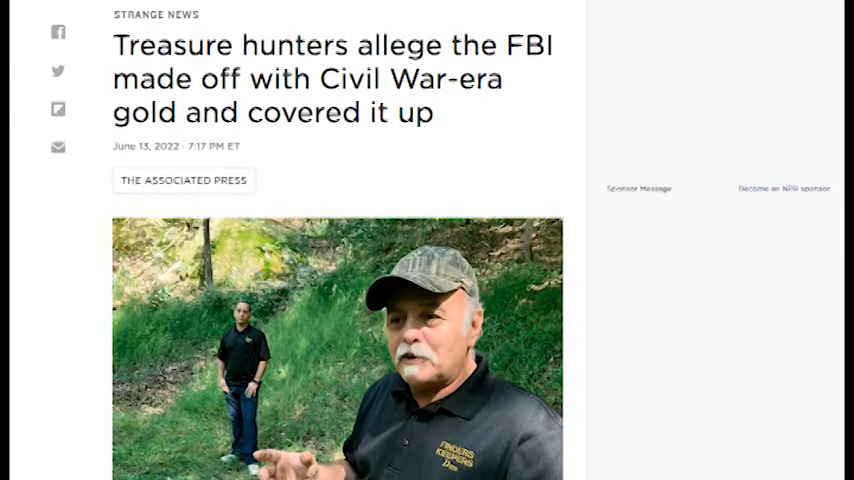 STRANGE NEWS
Treasure hunters allege the FBI
made off with Civil War-era
gold and covered it up
June 13, 2022 · 7:17 PM ET
THE ASSOCIATED PRESS
Sponsor Message
Become an NPR sponsor
FINDERS
KEEPERS
Dennis